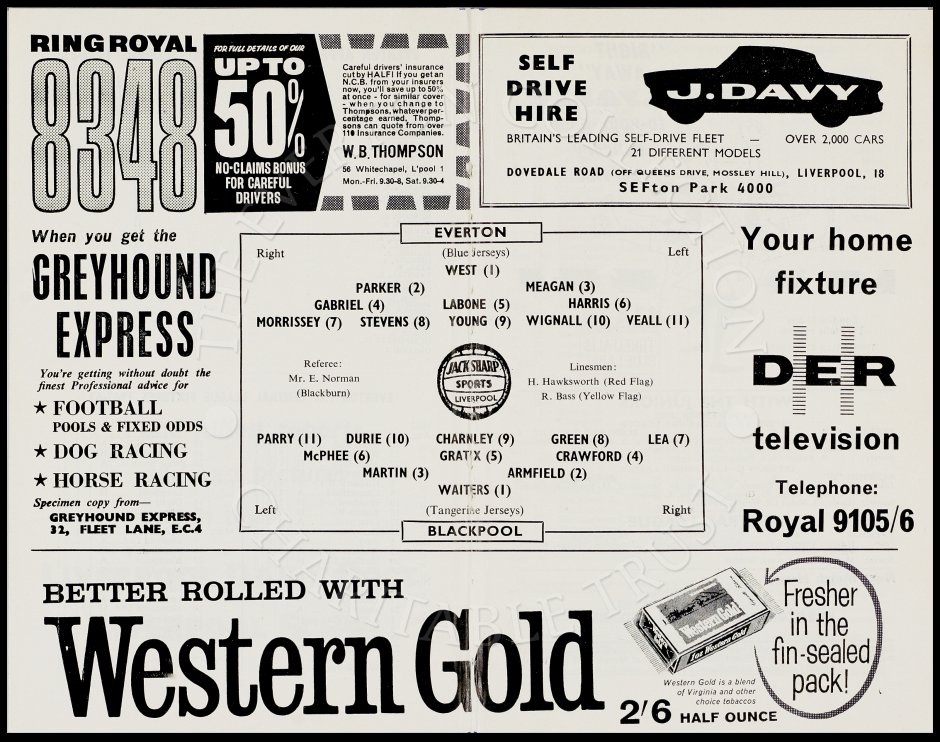 RING ROYAL
8348
FOR FULL DETAILS OF OUR
UP TO
50%
NO-CLAIMS BONUS
FOR CAREFUL
DRIVERS
Careful drivers' insurance
cut by HALF! If you get an
N.C.B. from your insurers
now, you'll save up to 50%
at once - for similar cover
- when you change to
Thompsons, whatever per-
centage earned, Thomp-
sons can quote from over
110 Insurance Companies.
W. B. THOMPSON
56 Whitechapel, L'pool 1
Mon.-Fri. 9.30-8, Sat. 9.30-4
SELF
DRIVE
HIRE
J. DAVY
BRITAIN'S LEADING SELF-DRIVE FLEET — OVER 2,000 CARS
21 DIFFERENT MODELS
DOVEDALE ROAD (OFF QUEENS DRIVE, MOSSLEY HILL), LIVERPOOL, 18
SEFton Park 4000
When you get the
GREYHOUND
EXPRESS
You're getting without doubt the
finest Professional advice for
★ FOOTBALL
POOLS & FIXED ODDS
★ DOG RACING
★ HORSE RACING
Specimen copy from—
GREYHOUND EXPRESS,
32, FLEET LANE, E.C.4
EVERTON
Right (Blue Jerseys) Left
WEST (1)
PARKER (2) MEAGAN (3)
GABRIEL (4) LABONE (5) HARRIS (6)
MORRISSEY (7) STEVENS (8) YOUNG (9) WIGNALL (10) VEALL (11)
Referee:
Mr. E. Norman
(Blackburn)
JACK SHARP
SPORTS
LIVERPOOL
Linesmen:
H. Hawksworth (Red Flag)
R. Bass (Yellow Flag)
PARRY (11) DURIE (10) CHARNLEY (9) GREEN (8) LEA (7)
McPHEE (6) GRATIX (5) CRAWFORD (4)
MARTIN (3) ARMFIELD (2)
WAITERS (1)
Left (Tangerine Jerseys) Right
BLACKPOOL
Your home
fixture
DER
television
Telephone:
Royal 9105/6
BETTER ROLLED WITH
Western Gold
Western Gold
Fox Western Gold
Fresher
in the
fin-sealed
pack!
Western Gold is a blend
of Virginia and other
choice tobaccos
2/6 HALF OUNCE
THE EVERTON COLLECTION
CHARITABLE TRUST